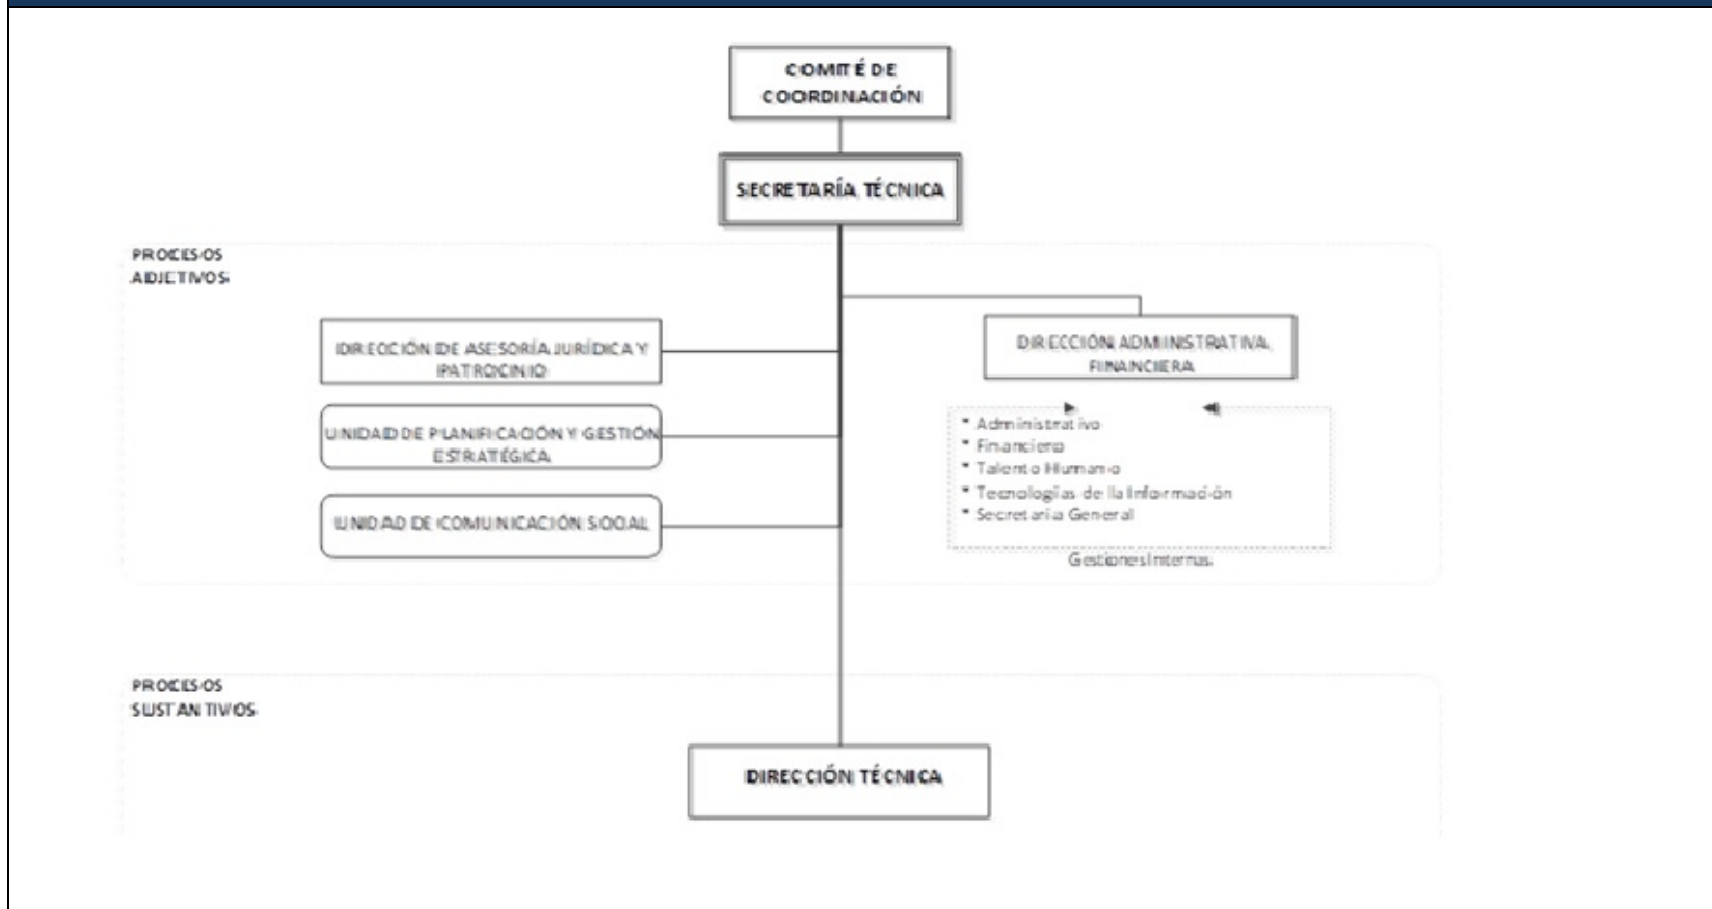 COMITÉ DE
COORDINACIÓN
SECRETARÍA TÉCNICA
PROCESOS
ADJETIVOS
DIRECCIÓN DE ASESORÍA JURÍDICA Y
PATROCINIO
DIRECCIÓN ADMINISTRATIVA
FINANCIERA
UNIDAD DE PLANIFICACIÓN Y GESTIÓN
ESTRATÉGICA
UNIDAD DE COMUNICACIÓN SOCIAL
* Administrativo
* Financiero
* Talento Humano
* Tecnologías de la Información
* Secretaria General
Gestiones Internas
PROCESOS
SUSTANTIVOS
DIRECCIÓN TÉCNICA